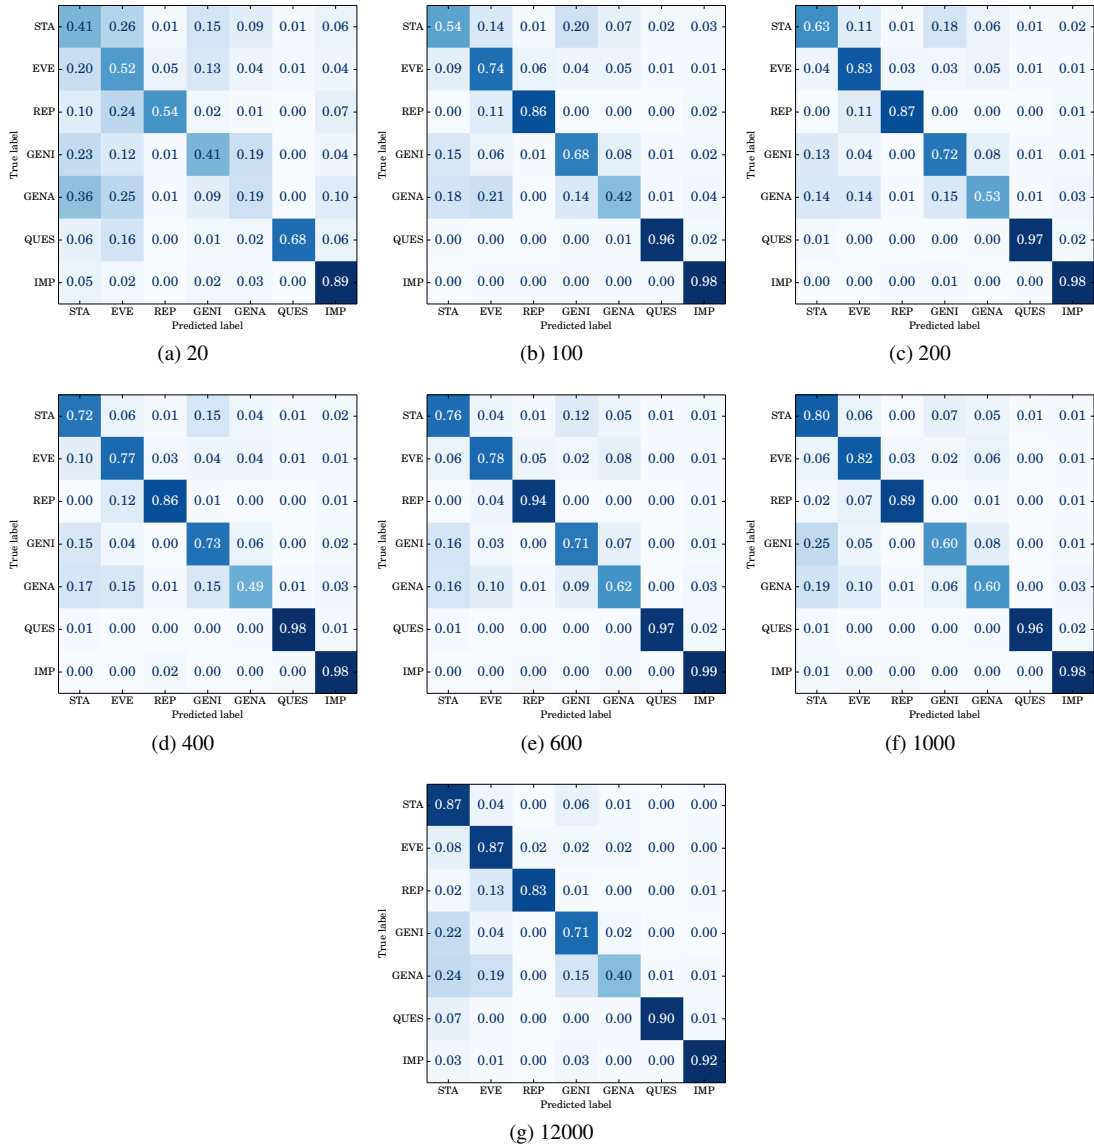 STA 0.41 0.26 0.01 0.15 0.09 0.01 0.06
EVE 0.20 0.52 0.05 0.13 0.04 0.01 0.04
REP 0.10 0.24 0.54 0.02 0.01 0.00 0.07
GENI 0.23 0.12 0.01 0.41 0.19 0.00 0.04
GENA 0.36 0.25 0.01 0.09 0.19 0.00 0.10
QUES 0.06 0.16 0.00 0.01 0.02 0.68 0.06
IMP 0.05 0.02 0.00 0.02 0.03 0.00 0.89
True label
STA EVE REP GENI GENA QUES IMP
Predicted label
(a) 20
STA 0.54 0.14 0.01 0.20 0.07 0.02 0.03
EVE 0.09 0.74 0.06 0.04 0.05 0.01 0.01
REP 0.00 0.11 0.86 0.00 0.00 0.00 0.02
GENI 0.15 0.06 0.01 0.68 0.08 0.01 0.02
GENA 0.18 0.21 0.01 0.14 0.42 0.01 0.04
QUES 0.00 0.00 0.00 0.00 0.01 0.96 0.02
IMP 0.00 0.00 0.00 0.00 0.00 0.00 0.98
True label
STA EVE REP GENI GENA QUES IMP
Predicted label
(b) 100
STA 0.63 0.11 0.01 0.18 0.06 0.01 0.02
EVE 0.04 0.83 0.03 0.03 0.05 0.01 0.01
REP 0.00 0.11 0.87 0.00 0.00 0.00 0.01
GENI 0.13 0.04 0.00 0.72 0.08 0.01 0.01
GENA 0.14 0.14 0.01 0.15 0.53 0.01 0.03
QUES 0.01 0.00 0.00 0.00 0.00 0.97 0.02
IMP 0.00 0.00 0.00 0.01 0.00 0.00 0.98
True label
STA EVE REP GENI GENA QUES IMP
Predicted label
(c) 200
STA 0.72 0.06 0.01 0.15 0.04 0.01 0.02
EVE 0.10 0.77 0.03 0.04 0.04 0.01 0.01
REP 0.00 0.12 0.86 0.01 0.00 0.00 0.01
GENI 0.15 0.04 0.00 0.73 0.06 0.00 0.02
GENA 0.17 0.15 0.01 0.15 0.49 0.01 0.03
QUES 0.01 0.00 0.00 0.00 0.00 0.98 0.01
IMP 0.00 0.00 0.02 0.00 0.00 0.00 0.98
True label
STA EVE REP GENI GENA QUES IMP
Predicted label
(d) 400
STA 0.76 0.04 0.01 0.12 0.05 0.01 0.01
EVE 0.06 0.78 0.05 0.02 0.08 0.00 0.01
REP 0.00 0.04 0.94 0.00 0.00 0.00 0.01
GENI 0.16 0.03 0.00 0.71 0.07 0.00 0.01
GENA 0.16 0.10 0.01 0.09 0.62 0.00 0.03
QUES 0.01 0.00 0.00 0.00 0.00 0.97 0.02
IMP 0.00 0.00 0.00 0.00 0.00 0.00 0.99
True label
STA EVE REP GENI GENA QUES IMP
Predicted label
(e) 600
STA 0.80 0.06 0.00 0.07 0.05 0.01 0.01
EVE 0.06 0.82 0.03 0.02 0.06 0.00 0.01
REP 0.02 0.07 0.89 0.00 0.01 0.00 0.01
GENI 0.25 0.05 0.00 0.60 0.08 0.00 0.01
GENA 0.19 0.10 0.01 0.06 0.60 0.00 0.03
QUES 0.01 0.00 0.00 0.00 0.00 0.96 0.02
IMP 0.01 0.00 0.00 0.00 0.00 0.00 0.98
True label
STA EVE REP GENI GENA QUES IMP
Predicted label
(f) 1000
STA 0.87 0.04 0.00 0.06 0.01 0.00 0.00
EVE 0.08 0.87 0.02 0.02 0.02 0.00 0.00
REP 0.02 0.13 0.83 0.01 0.00 0.00 0.01
GENI 0.22 0.04 0.00 0.71 0.02 0.00 0.00
GENA 0.24 0.19 0.00 0.15 0.40 0.01 0.01
QUES 0.07 0.00 0.00 0.00 0.00 0.90 0.01
IMP 0.03 0.01 0.00 0.03 0.00 0.00 0.92
True label
STA EVE REP GENI GENA QUES IMP
Predicted label
(g) 12000